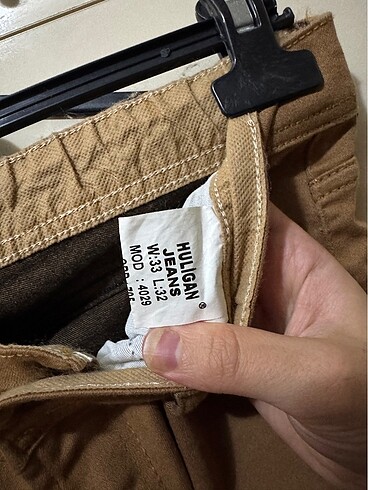 HULIGAN®
JEANS
W:33 L:32
MOD : 4029